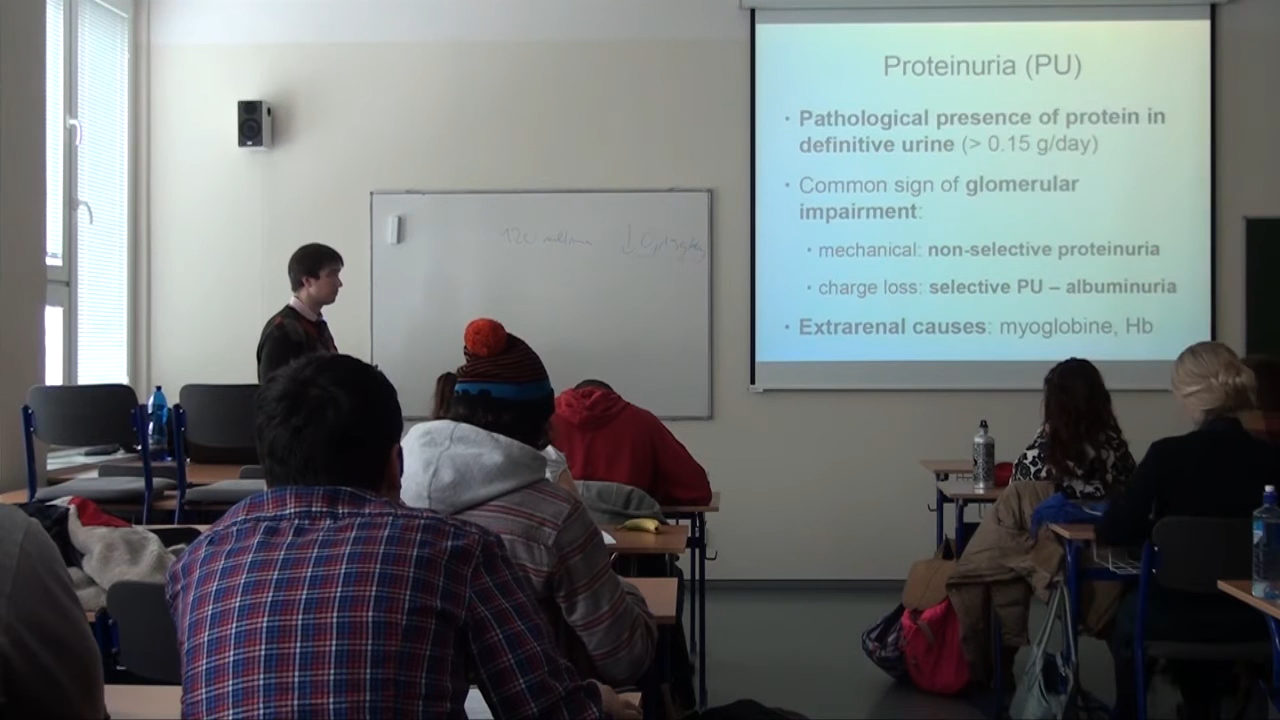 Proteinuria (PU)
• Pathological presence of protein in
definitive urine (> 0.15 g/day)
• Common sign of glomerular
impairment:
• mechanical: non-selective proteinuria
• charge loss: selective PU – albuminuria
• Extrarenal causes: myoglobine, Hb